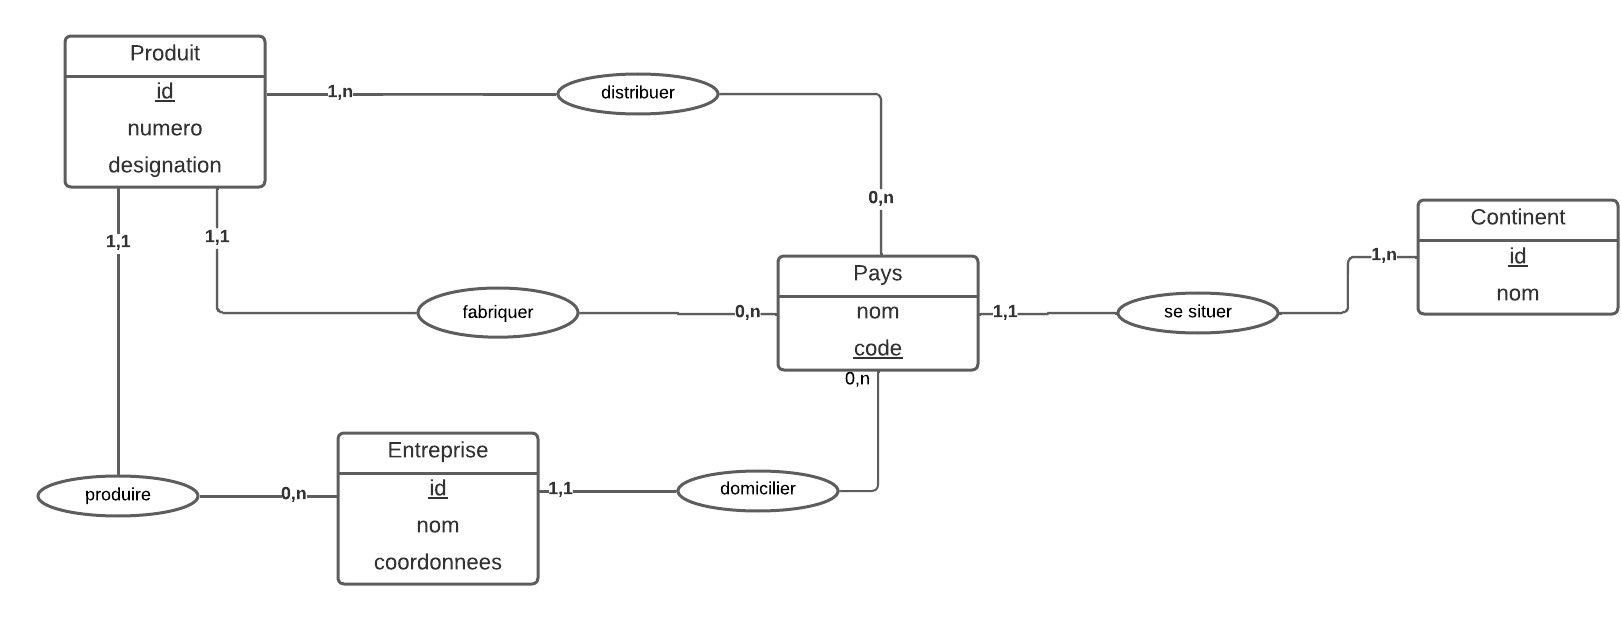 Produit
id
numero
designation
1,n
distribuer
0,n
1,1
1,1
fabriquer
0,n
Pays
nom
code
1,1
se situer
1,n
Continent
id
nom
0,n
produire
0,n
Entreprise
id
nom
coordonnees
1,1
domicilier